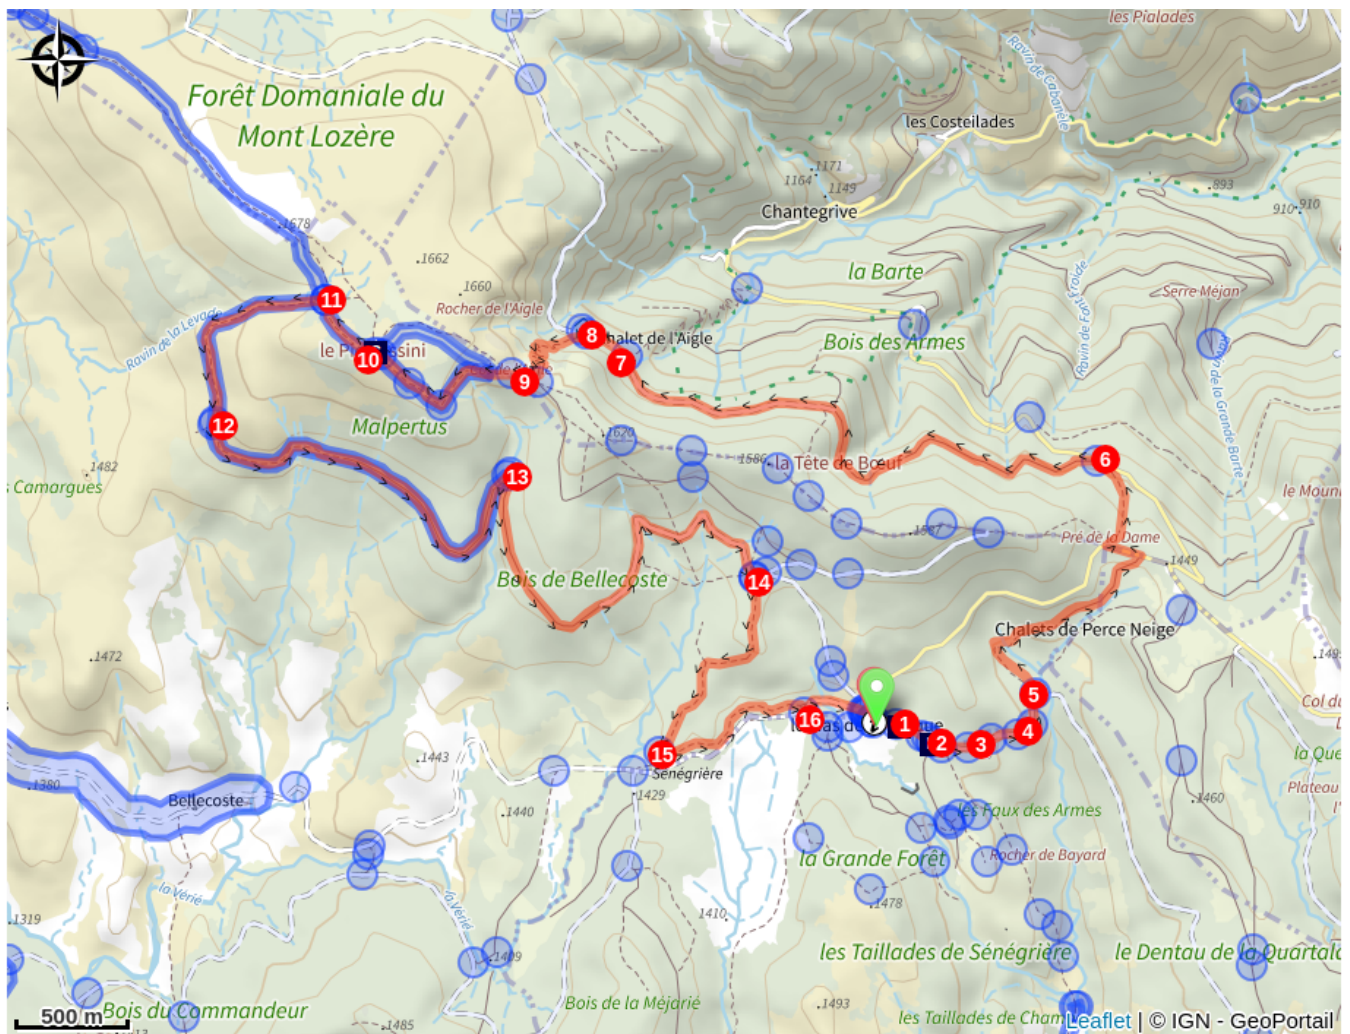 les Pialades
Ravin de Cabanèle
Forêt Domaniale du
Mont Lozère
les Costeilades
1171
1164
1149
893
910
910
Chantegrive
1678
1662
1660
la Barte
Ravin de Font Froide
Serre Méjan
Rocher de l'Aigle
Ravin de la Levade
11
8
halet de l'Aigle
7
Bois des Armes
Ravin de la Grande Barte
le P
ssini
10
9
12
Malpertus
1620
1586
la Tête de Bœuf
6
1482
s Camargues
13
le Moun
1587
Pré de la Dame
1449
Bois de Bellecoste
14
Chalets de Perce Neige
1472
149
5
Col du
16
1
2
3
4
la Que
15
Sénégrière
1443
1429
1380
Bellecoste
1440
1460
Plateau
les Faux des Armes
la Grande Forêt
Rocher de Bayard
la Vérié
la Vérié
1319
1410
1478
1409
les Taillades de Sénégrière
le Dentau de la Quartala
Bois du Commandeur
Bois de la Méjarié
1493
les Taillades de Cham
1485
500 m
Leaflet | © IGN - GeoPortail